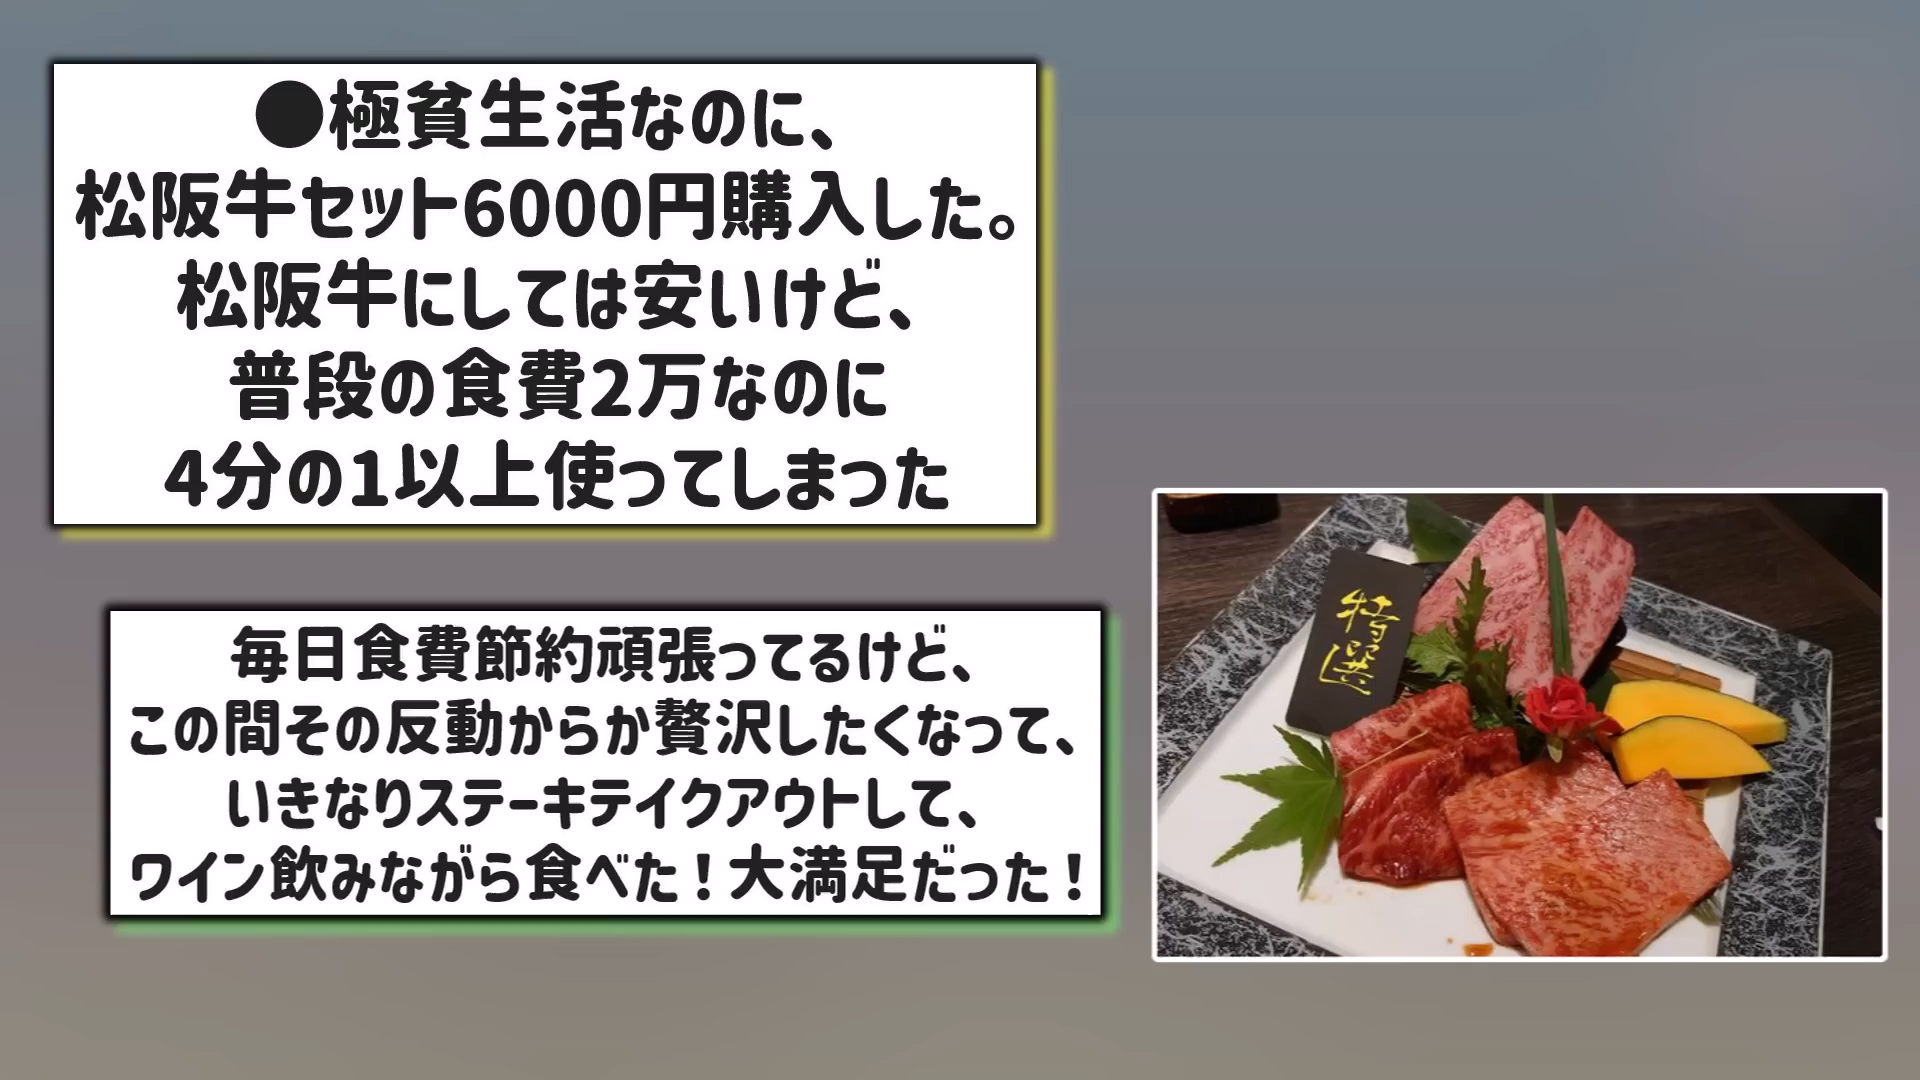 ●極貧生活なのに、
松阪牛セット6000円購入した。
松阪牛にしては安いけど、
普段の食費2万なのに
4分の1以上使ってしまった
毎日食費節約頑張ってるけど、
この間その反動からか贅沢したくなって、
いきなりステーキテイクアウトして、
ワイン飲みながら食べた！大満足だった！
特選